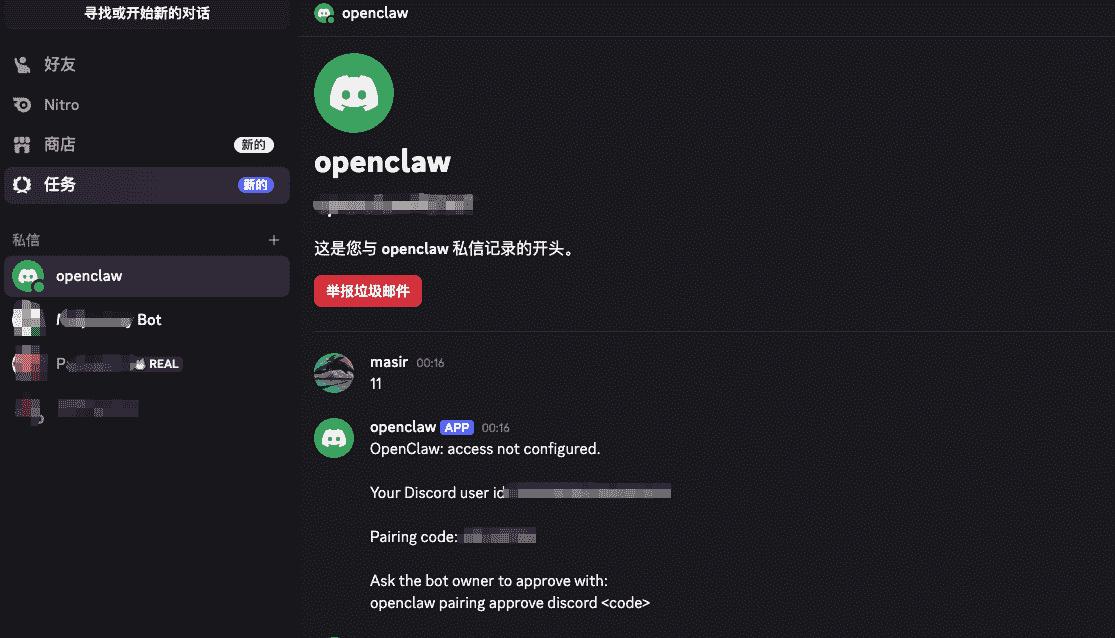 寻找或开始新的对话
好友
Nitro
商店 新的
任务 新的
私信
openclaw
Bot
REAL
openclaw
openclaw
这是您与 openclaw 私信记录的开头。
举报垃圾邮件
masir 00:16
11
openclaw APP 00:16
OpenClaw: access not configured.
Your Discord user id
Pairing code:
Ask the bot owner to approve with:
openclaw pairing approve discord <code>